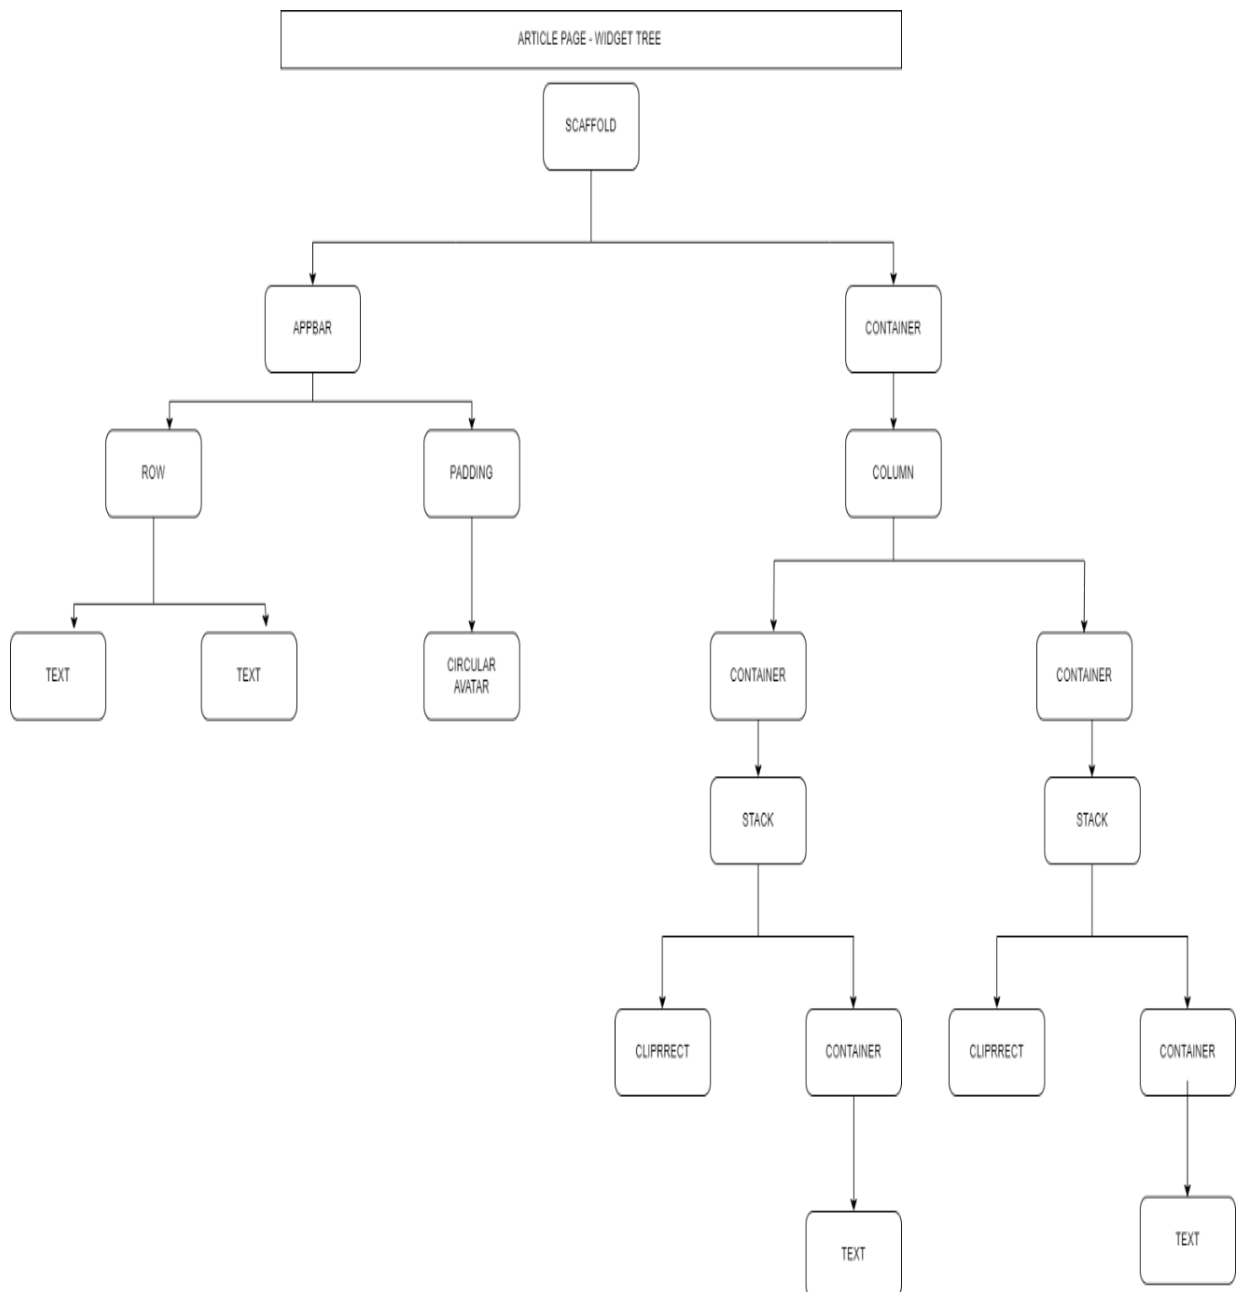 ARTICLE PAGE - WIDGET TREE
SCAFFOLD
APPBAR
CONTAINER
ROW
PADDING
COLUMN
TEXT
TEXT
CIRCULAR
AVATAR
CONTAINER
CONTAINER
STACK
STACK
CLIPRRECT
CONTAINER
CLIPRRECT
CONTAINER
TEXT
TEXT